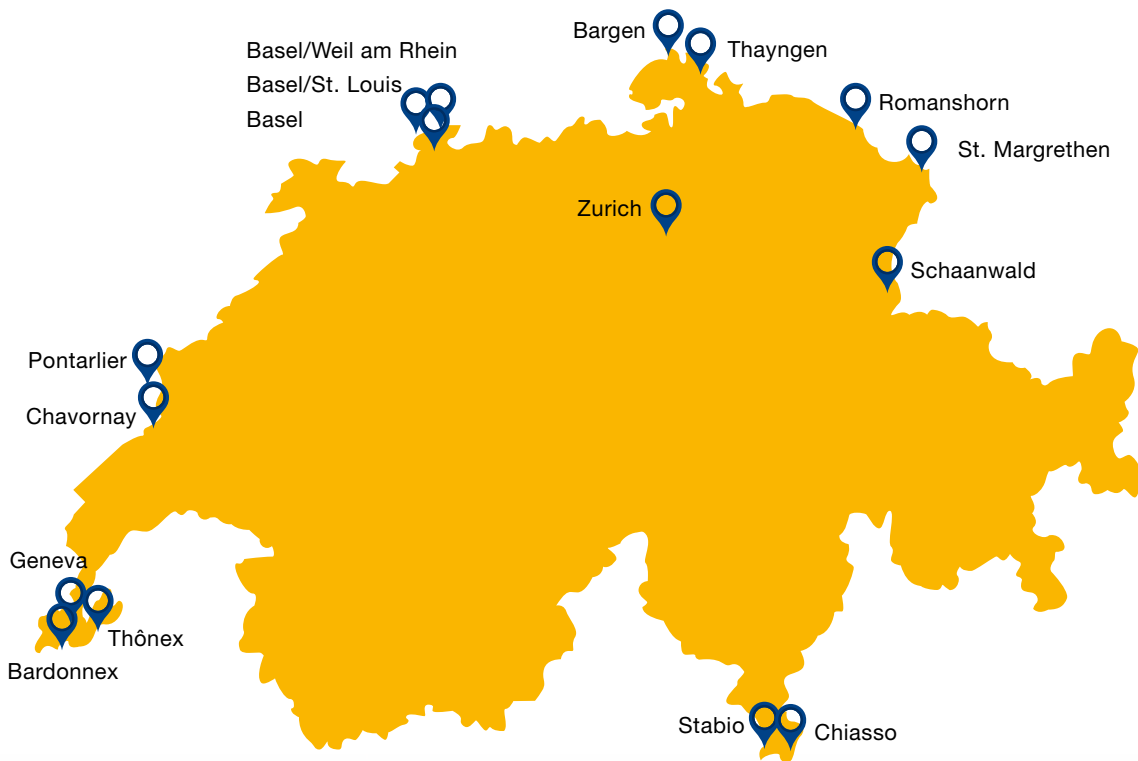 Bargen
Thayngen
Basel/Weil am Rhein
Basel/St. Louis
Basel
Romanshorn
St. Margrethen
Zurich
Schaanwald
Pontarlier
Chavornay
Geneva
Thônex
Bardonnex
Stabio
Chiasso